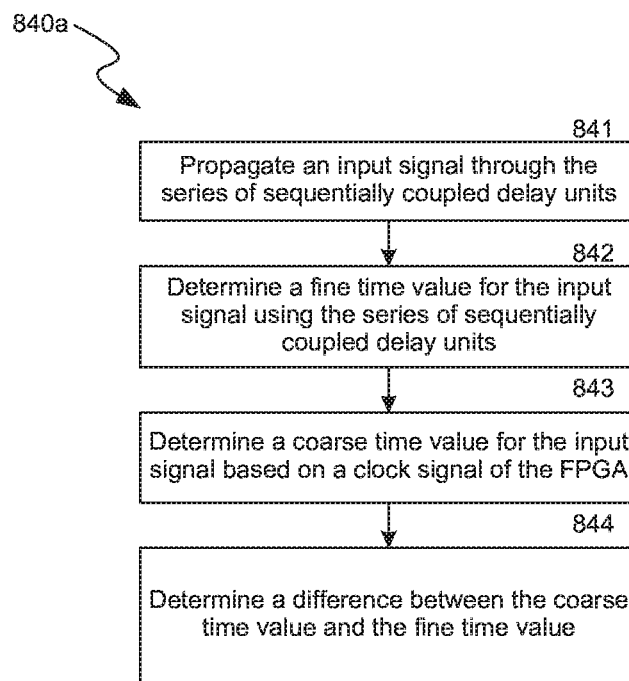 840a
841
Propagate an input signal through the
series of sequentially coupled delay units
842
Determine a fine time value for the input
signal using the series of sequentially
coupled delay units
843
Determine a coarse time value for the input
signal based on a clock signal of the FPGA
844
Determine a difference between the coarse
time value and the fine time value